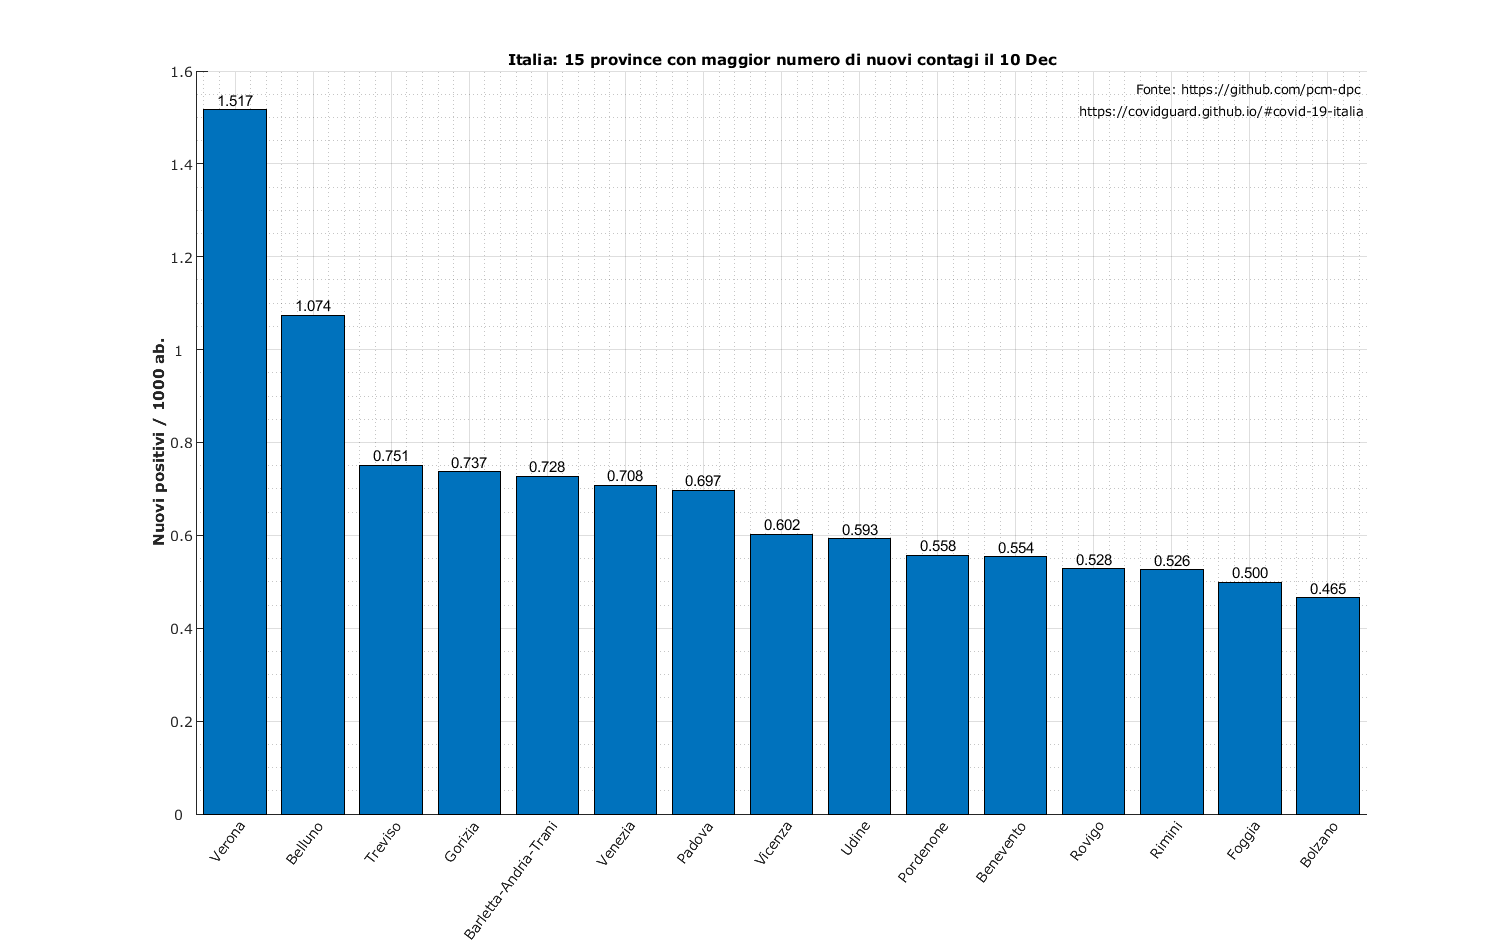 Italia: 15 province con maggior numero di nuovi contagi il 10 Dec
Fonte: https://github.com/pcm-dpc
https://covidguard.github.io/#covid-19-italia
Nuovi positivi / 1000 ab.
1.6
1.4
1.2
1
0.8
0.6
0.4
0.2
0
1.517
1.074
0.751
0.737
0.728
0.708
0.697
0.602
0.593
0.558
0.554
0.528
0.526
0.500
0.465
Verona
Belluno
Treviso
Gorizia
Barletta-Andria-Trani
Venezia
Padova
Vicenza
Udine
Pordenone
Benevento
Rovigo
Rimini
Foggia
Bolzano